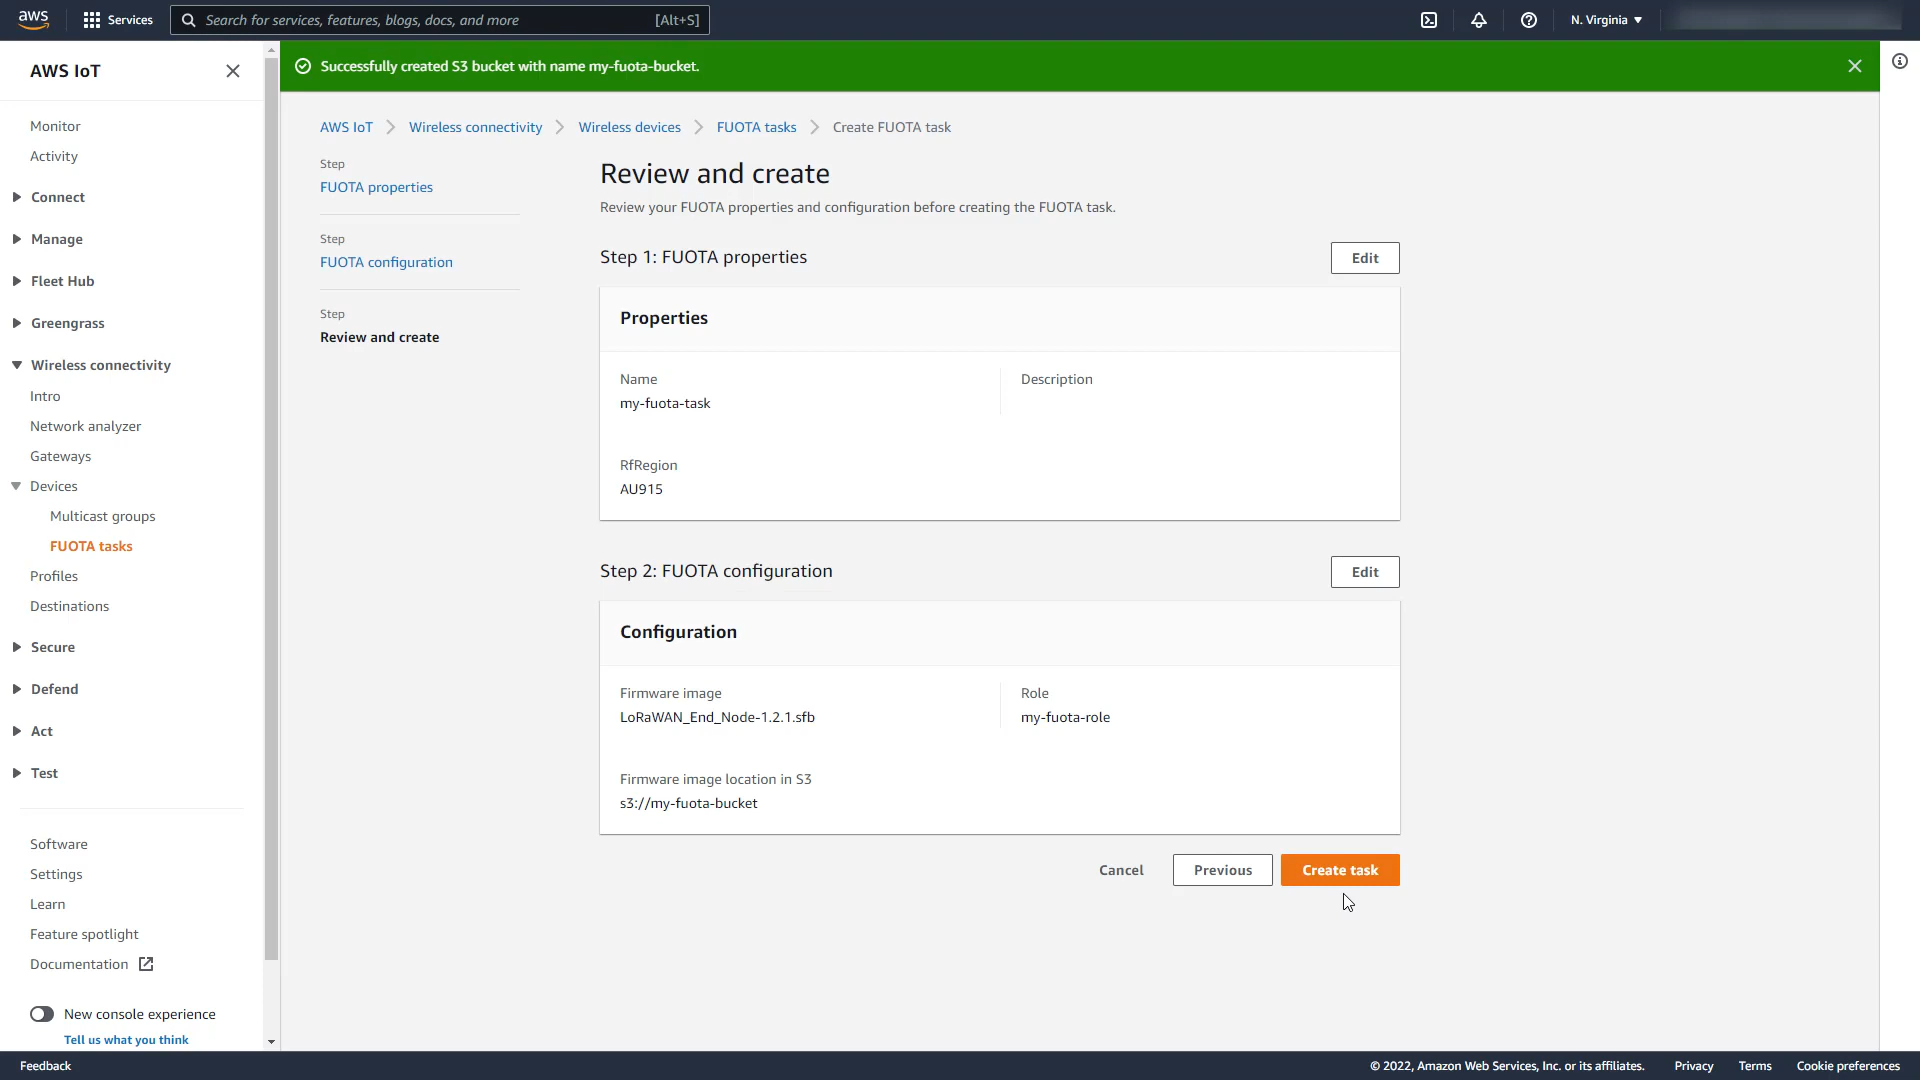 aws
Services
Search for services, features, blogs, docs, and more
[Alt+S]
N. Virginia
AWS IoT
Successfully created S3 bucket with name my-fuota-bucket.
Monitor
Activity
Connect
Manage
Fleet Hub
Greengrass
Wireless connectivity
Intro
Network analyzer
Gateways
Devices
Multicast groups
FUOTA tasks
Profiles
Destinations
Secure
Defend
Act
Test
Software
Settings
Learn
Feature spotlight
Documentation
New console experience
Tell us what you think
AWS IoT
Wireless connectivity
Wireless devices
FUOTA tasks
Create FUOTA task
Step
FUOTA properties
Step
FUOTA configuration
Step
Review and create
Review and create
Review your FUOTA properties and configuration before creating the FUOTA task.
Step 1: FUOTA properties
Edit
Properties
Name
my-fuota-task
Description
RfRegion
AU915
Step 2: FUOTA configuration
Edit
Configuration
Firmware image
LoRaWAN_End_Node-1.2.1.sfb
Role
my-fuota-role
Firmware image location in S3
s3://my-fuota-bucket
Cancel
Previous
Create task
Feedback
© 2022, Amazon Web Services, Inc. or its affiliates.
Privacy
Terms
Cookie preferences